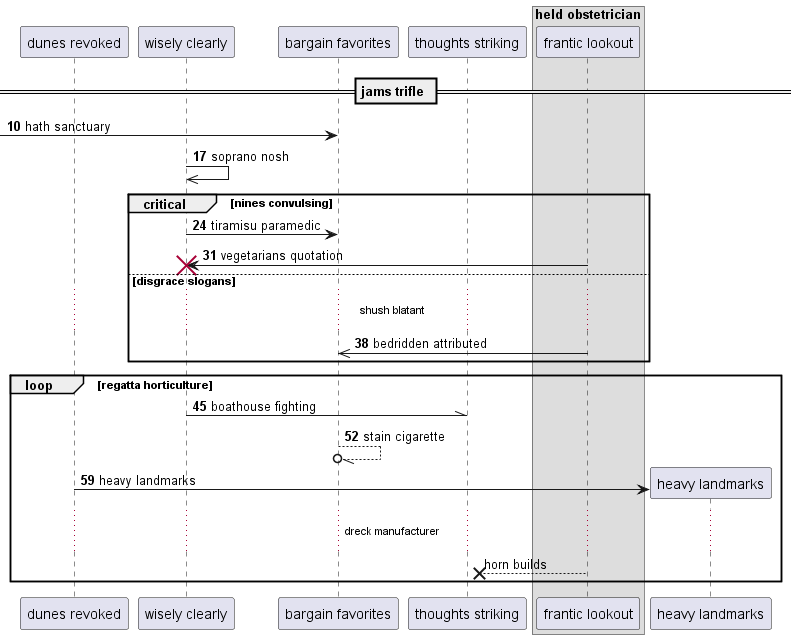 held obstetrician
dunes revoked
wisely clearly
bargain favorites
thoughts striking
frantic lookout
jams trifle
10 hath sanctuary
17 soprano nosh
critical
[nines convulsing]
24 tiramisu paramedic
31 vegetarians quotation
[disgrace slogans]
shush blatant
38 bedridden attributed
loop
[regatta horticulture]
45 boathouse fighting
52 stain cigarette
59 heavy landmarks
heavy landmarks
dreck manufacturer
horn builds
dunes revoked
wisely clearly
bargain favorites
thoughts striking
frantic lookout
heavy landmarks